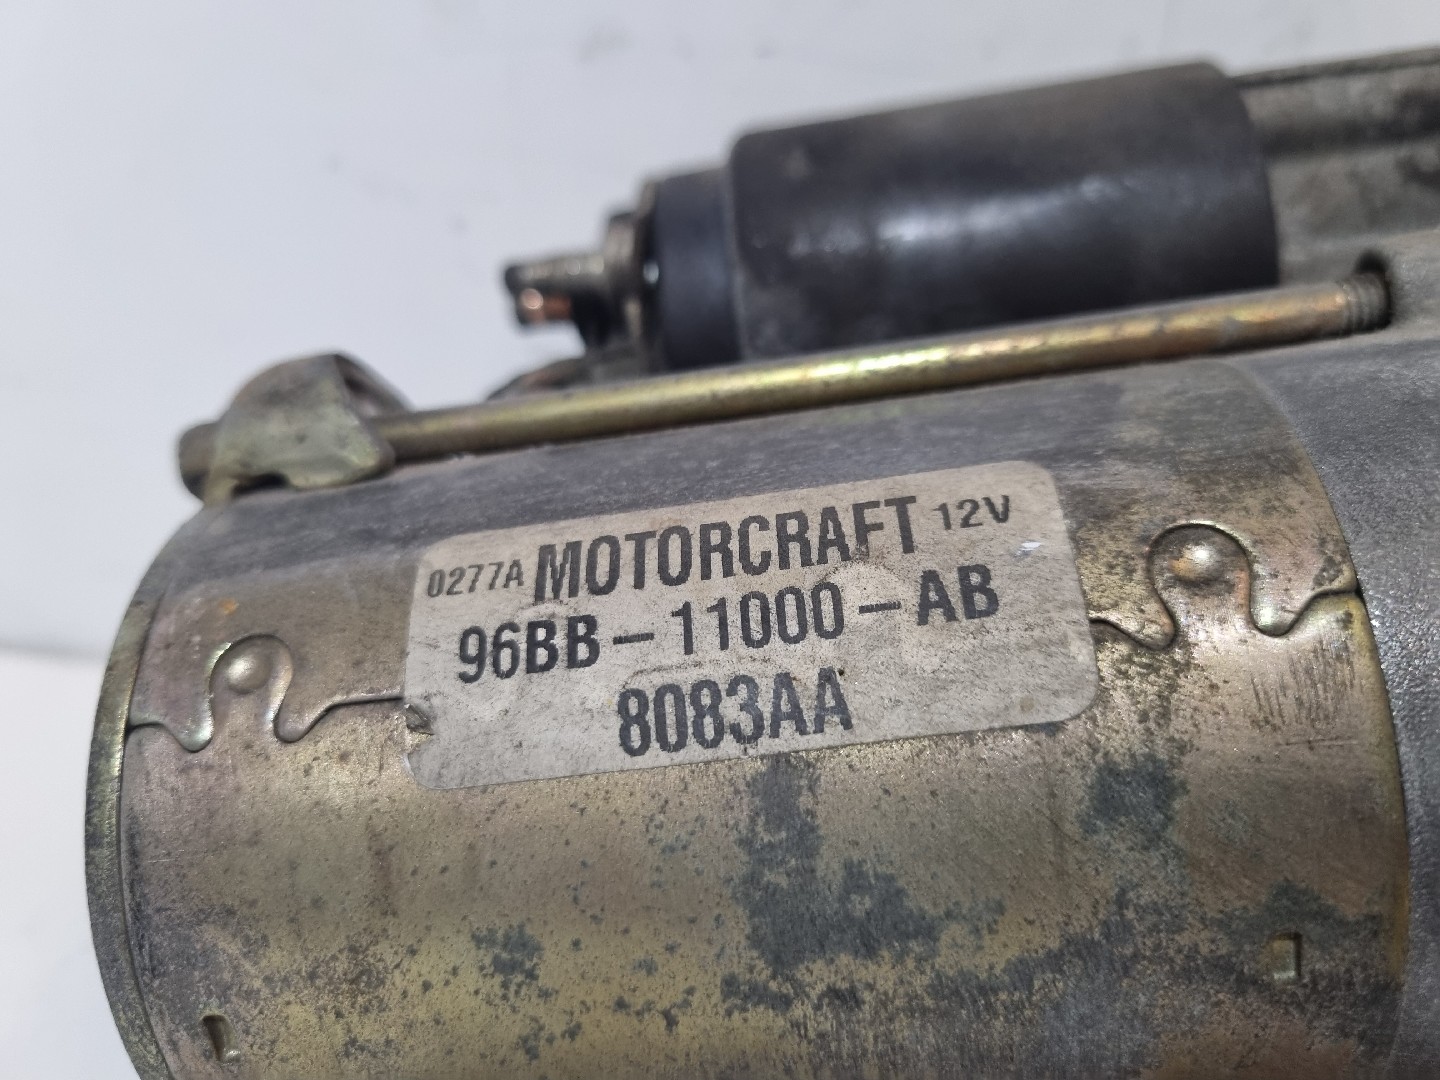 0277A MOTORCRAFT 12V
96BB-11000-AB
8083AA